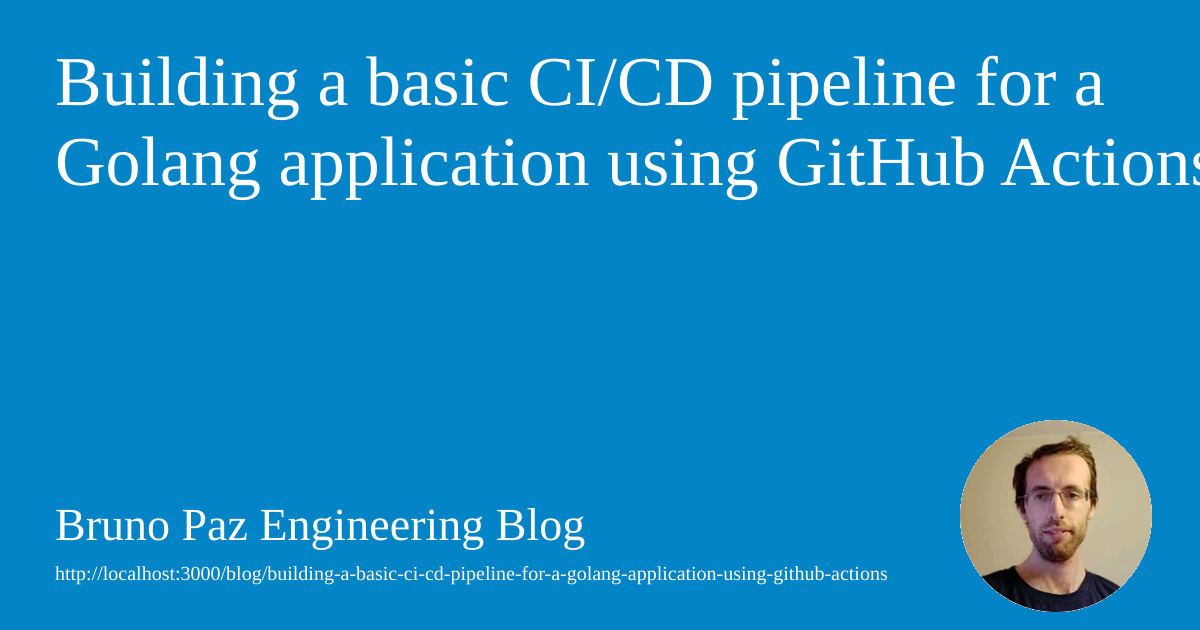 Building a basic CI/CD pipeline for a
Golang application using GitHub Actions
Bruno Paz Engineering Blog
http://localhost:3000/blog/building-a-basic-ci-cd-pipeline-for-a-golang-application-using-github-actions